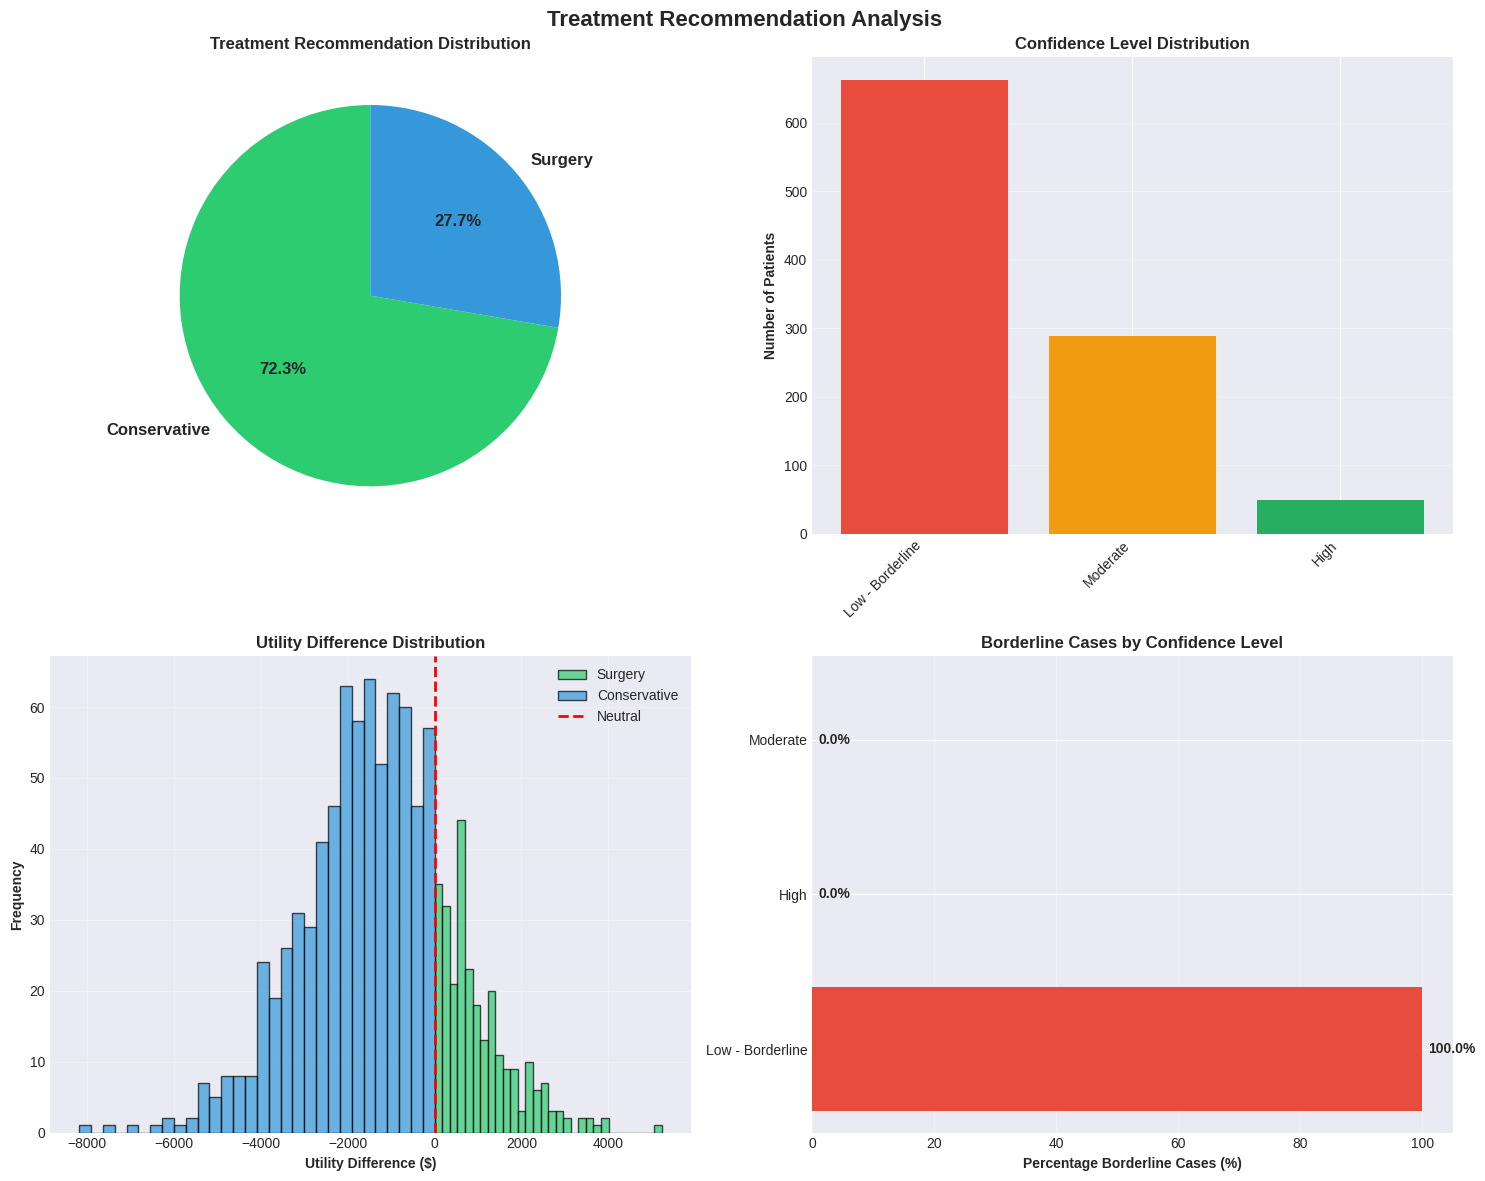 Treatment Recommendation Analysis
Treatment Recommendation Distribution
Surgery
27.7%
72.3%
Conservative
Confidence Level Distribution
Number of Patients
600
500
400
300
200
100
0
Low - Borderline
Moderate
High
Utility Difference Distribution
Surgery
Conservative
Neutral
Frequency
60
50
40
30
20
10
0
−8000 −6000 −4000 −2000 0 2000 4000
Utility Difference ($)
Borderline Cases by Confidence Level
Moderate 0.0%
High 0.0%
Low - Borderline 100.0%
0 20 40 60 80 100
Percentage Borderline Cases (%)